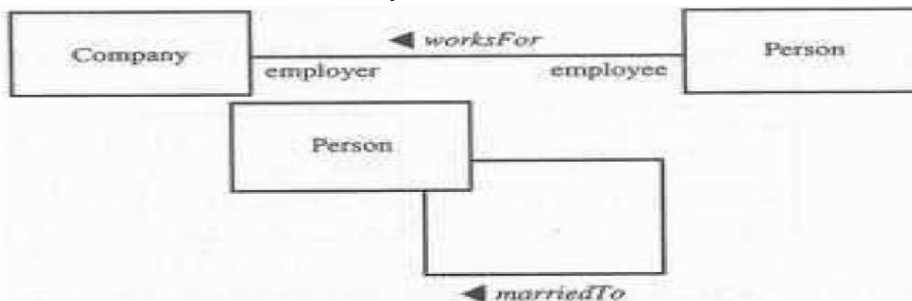 ◀ worksFor
Company Person
employer employee
Person
◀ marriedTo